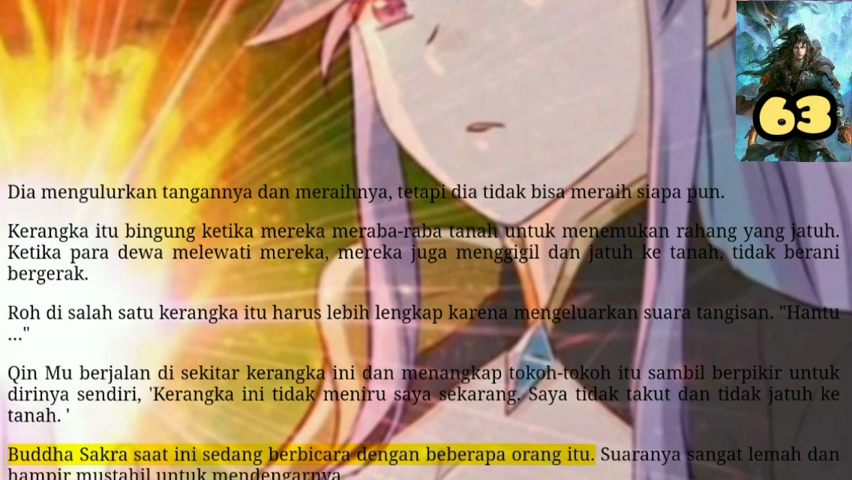 63
Dia mengulurkan tangannya dan meraihnya, tetapi dia tidak bisa meraih siapa pun.
Kerangka itu bingung ketika mereka meraba-raba tanah untuk menemukan rahang yang jatuh.
Ketika para dewa melewati mereka, mereka juga menggigil dan jatuh ke tanah, tidak berani
bergerak.
Roh di salah satu kerangka itu harus lebih lengkap karena mengeluarkan suara tangisan. "Hantu
..."
Qin Mu berjalan di sekitar kerangka ini dan menangkap tokoh-tokoh itu sambil berpikir untuk
dirinya sendiri, 'Kerangka ini tidak meniru saya sekarang. Saya tidak takut dan tidak jatuh ke
tanah. '
Buddha Sakra saat ini sedang berbicara dengan beberapa orang itu. Suaranya sangat lemah dan
hampir mustahil untuk mendengarnya